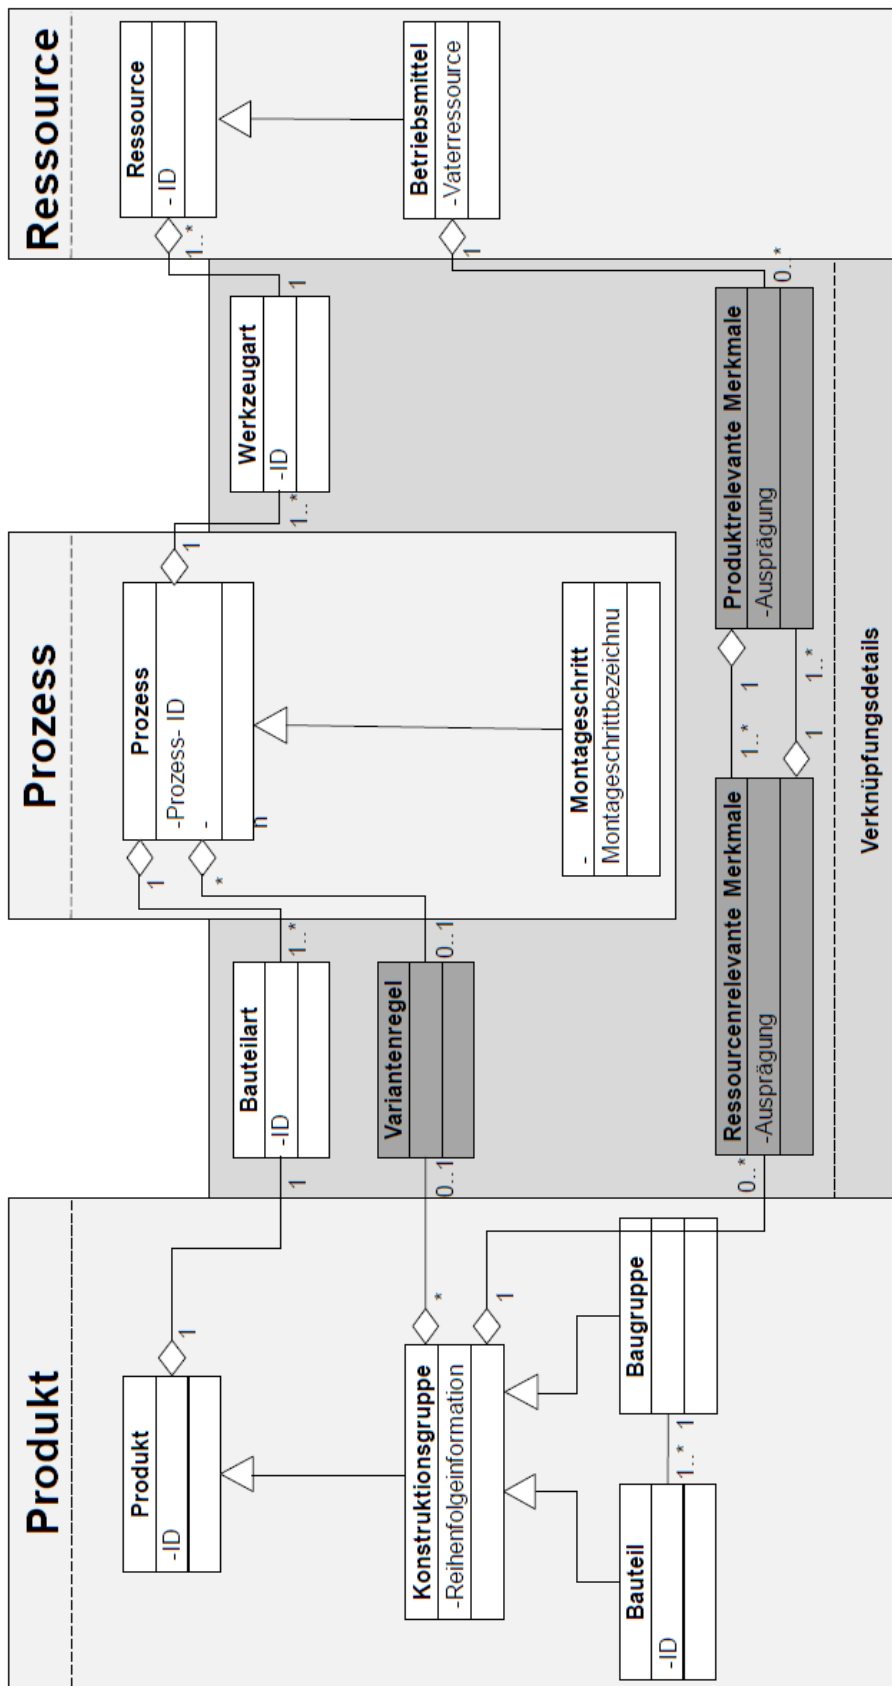 Produkt
Produkt
-ID
1
Konstruktionsgruppe
-Reihenfolgeinformation
*
1
Bauteil
-ID
1..*
1
Baugruppe
Bauteilart
-ID
1
1..*
Variantenregel
0..1
0..1
Prozess
Prozess
-Prozess- ID
-
n
1
*
1
-
Montageschritt
Montageschrittbezeichnu
Werkzeugart
-ID
1..*
1
Ressource
Ressource
- ID
1..*
Betriebsmittel
-Vaterressource
1
Ressourcenrelevante Merkmale
-Ausprägung
0..*
1..*
1
1
1..*
Produktrelevante Merkmale
-Ausprägung
0..*
Verknüpfungsdetails